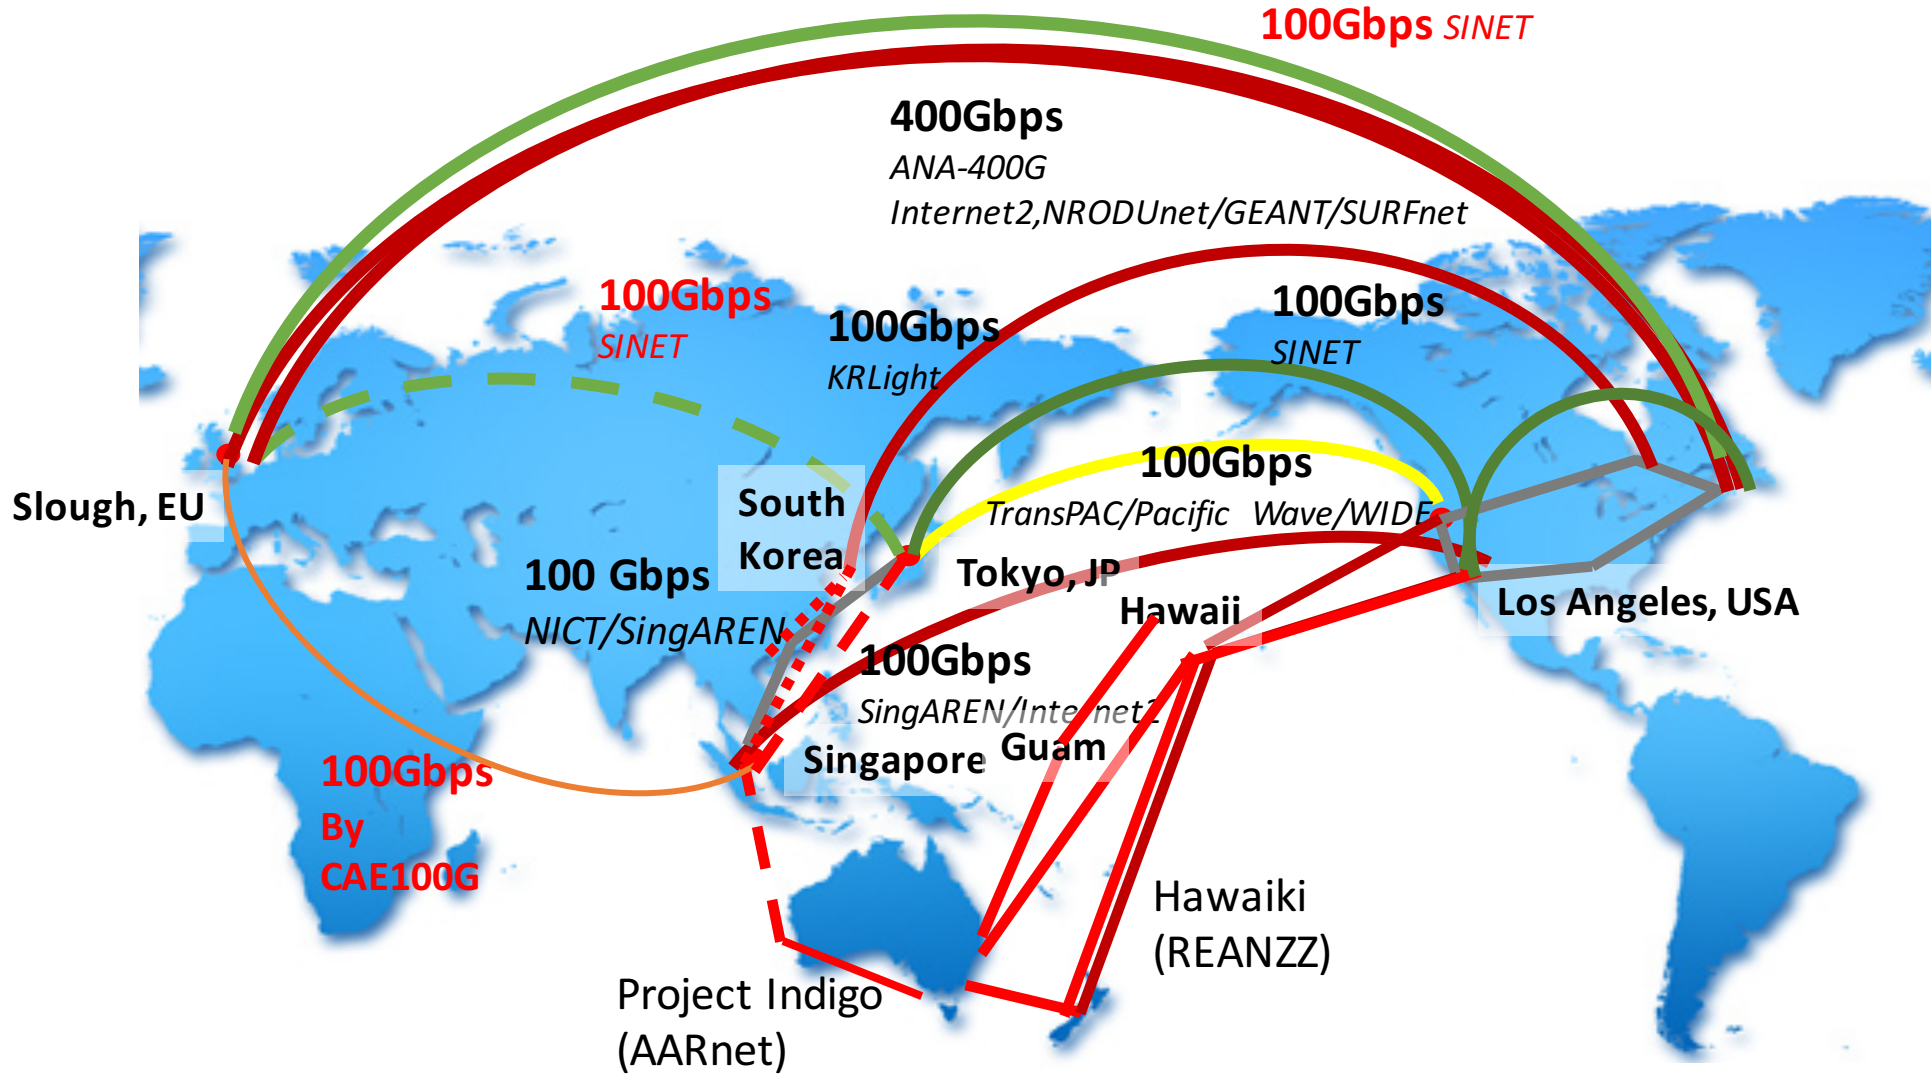 100Gbps SINET
400Gbps
ANA-400G
Internet2,NRODUnet/GEANT/SURFnet
100Gbps
SINET
100Gbps
KRLight
100Gbps
SINET
100Gbps
TransPAC/Pacific Wave/WIDE
Slough, EU
South
Korea
100 Gbps
NICT/SingAREN
Tokyo, JP
Hawaii
Los Angeles, USA
100Gbps
SingAREN/Internet2
Singapore
Guam
100Gbps
By
CAE100G
Hawaiki
(REANZZ)
Project Indigo
(AARnet)